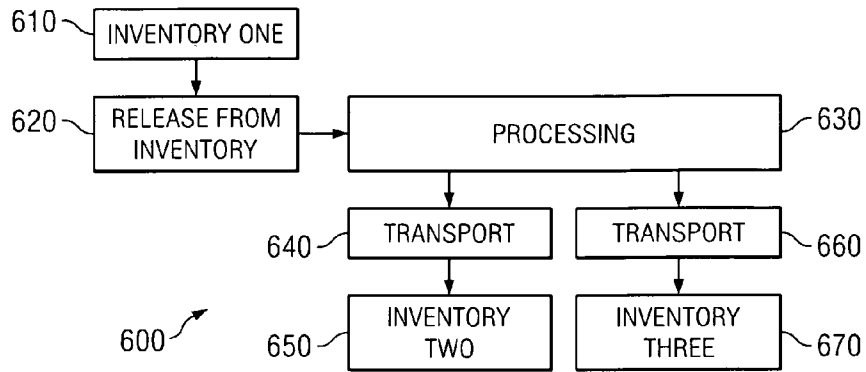 610
INVENTORY ONE
620
RELEASE FROM
INVENTORY
PROCESSING
630
640
TRANSPORT
TRANSPORT
660
600
650
INVENTORY
TWO
INVENTORY
THREE
670